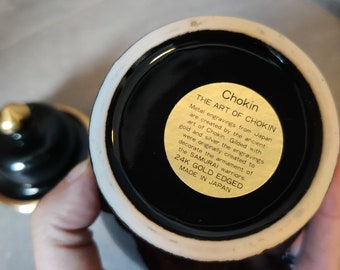 Chokin
THE ART OF CHOKIN
Metal engravings from Japan
are created by the ancient
art of Chokin. Gilded with
gold and silver the engravings
were originally created to
decorate the armament of
the SAMURAI warriors.
24K GOLD EDGED
MADE IN JAPAN